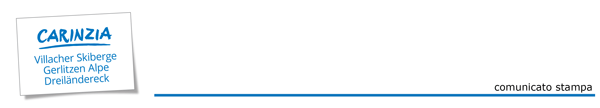 CARINZIA
Villacher Skiberge
Gerlitzen Alpe
Dreiländereck
comunicato stampa